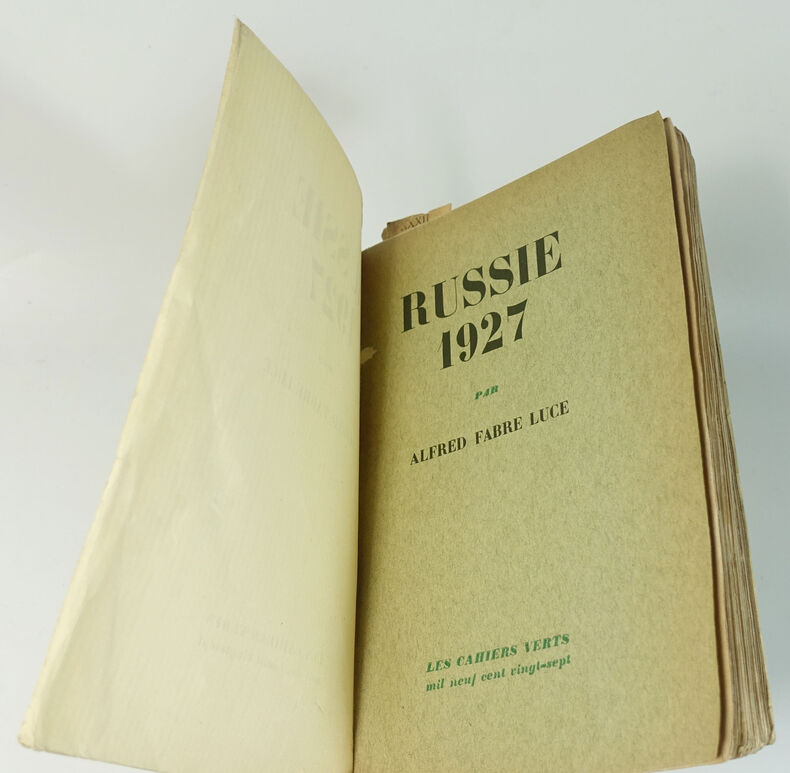 RUSSIE
1927
PAR
ALFRED FABRE LUCE
LES CAHIERS VERTS
mil neuf cent vingt-sept